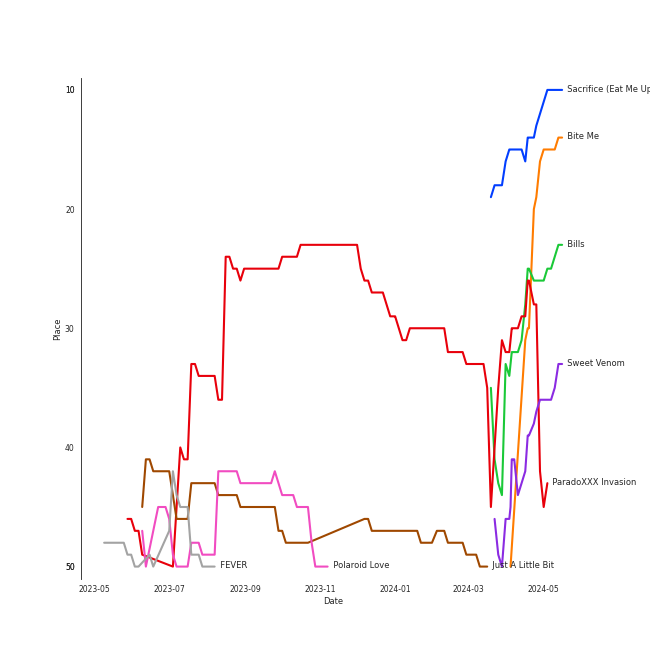 10
20
30
40
50
50
Place
2023-05
2023-07
2023-09
2023-11
2024-01
2024-03
2024-05
Date
Sacrifice (Eat Me Up
Bite Me
Bills
Sweet Venom
ParadoXXX Invasion
FEVER
Polaroid Love
Just A Little Bit